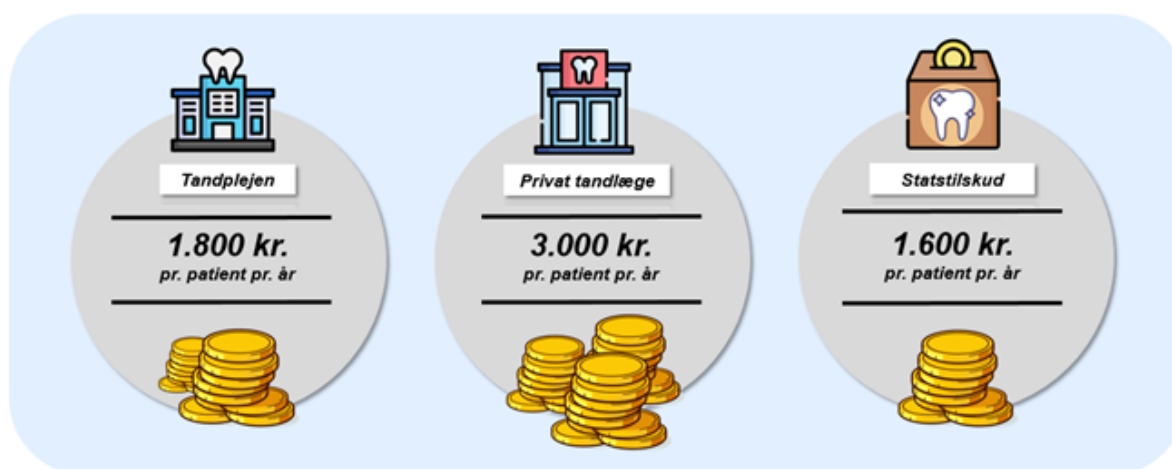 Tandplejen
1.800 kr.
pr. patient pr. år
Privat tandlæge
3.000 kr.
pr. patient pr. år
Statstilskud
1.600 kr.
pr. patient pr. år